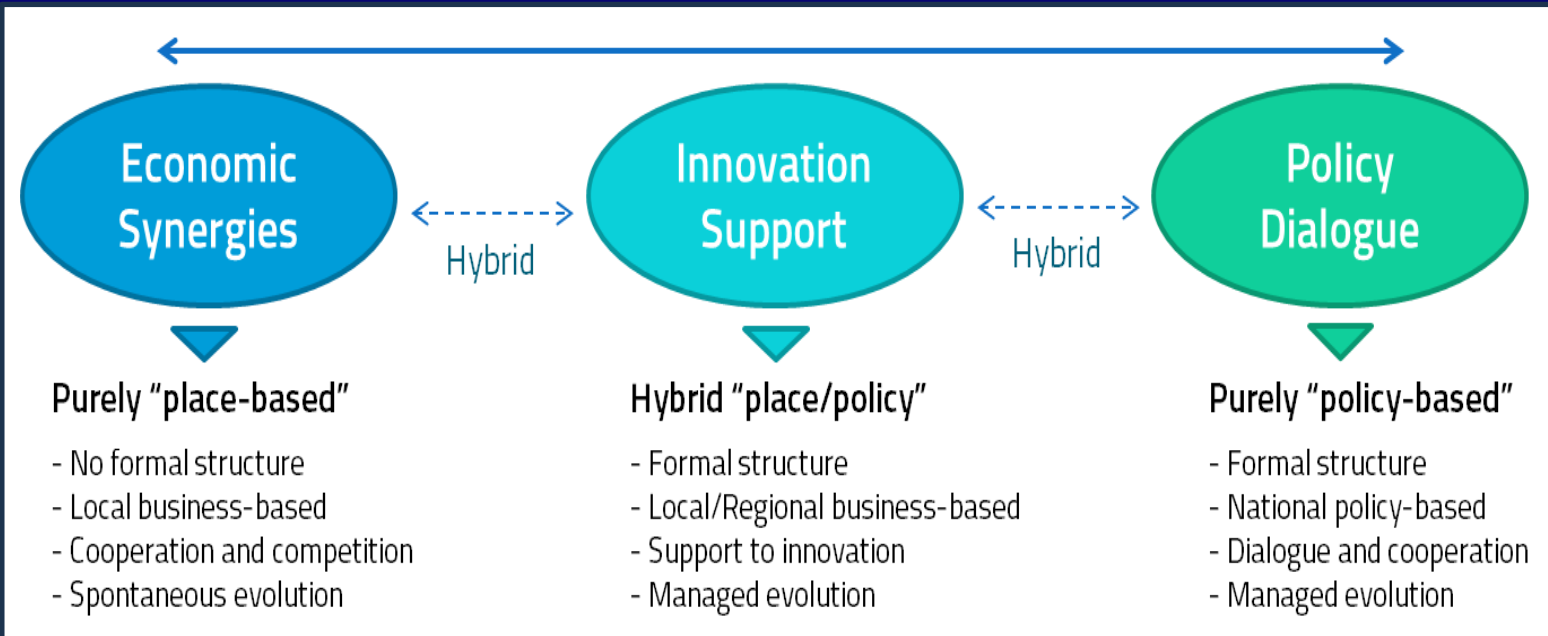 Economic
Synergies
Hybrid
Innovation
Support
Hybrid
Policy
Dialogue
Purely “place-based”
- No formal structure
- Local business-based
- Cooperation and competition
- Spontaneous evolution
Hybrid “place/policy”
- Formal structure
- Local/Regional business-based
- Support to innovation
- Managed evolution
Purely “policy-based”
- Formal structure
- National policy-based
- Dialogue and cooperation
- Managed evolution